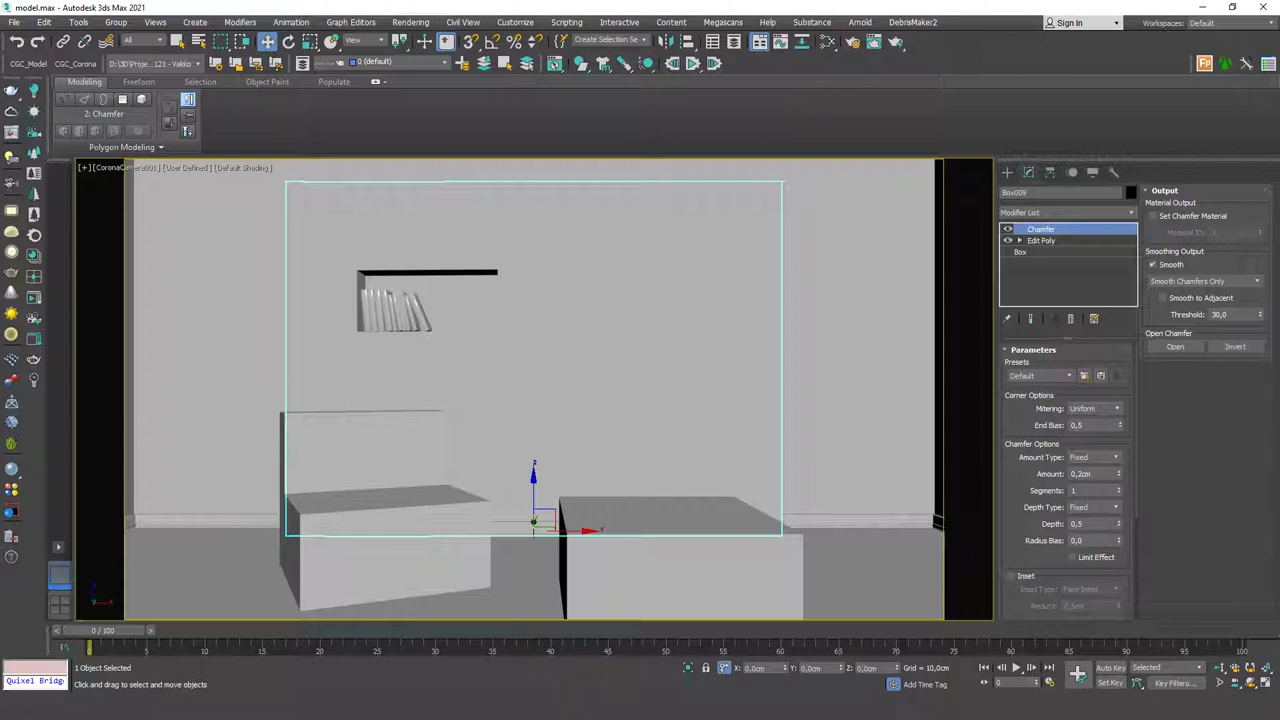 model.max - Autodesk 3ds Max 2021
File Edit Tools Group Views Create Modifiers Animation Graph Editors Rendering Civil View Customize Scripting Interactive Content Megascans Help Substance Arnold DebrisMaker2 Sign In Workspaces: Default
All View Create Selection Se
CGC_Model CGC_Corona 0 (default)
Modeling Freeform Selection Object Paint Populate
2: Chamfer
Polygon Modeling
[+] [CoronaCamera001] [User Defined] [Default Shading]
Box009
Modifier List
Chamfer
Edit Poly
Box
Parameters
Presets
Default
Corner Options
Mitering: Uniform
End Bias: 0,5
Chamfer Options
Amount Type: Fixed
Amount: 0,2cm
Segments: 1
Depth Type: Fixed
Depth: 0,5
Radius Bias: 0,0
Limit Effect
Inset
Inset Type: Face Inset
Amount: 0,5cm
Output
Material Output
Set Chamfer Material
Material ID: 1
Smoothing Output
Smooth
Smooth Chamfers Only
Smooth to Adjacent
Threshold: 30,0
Open Chamfer
Open Invert
z
x
0 / 100
0 5 10 15 20 25 30 35 40 45 50 55 60 65 70 75 80 85 90 95 100
1 Object Selected X: 0,0cm Y: 0,0cm Z: 0,0cm Grid = 10,0cm Auto Key Selected
Quixel Bridg Click and drag to select and move objects Add Time Tag 0 Set Key Key Filters...